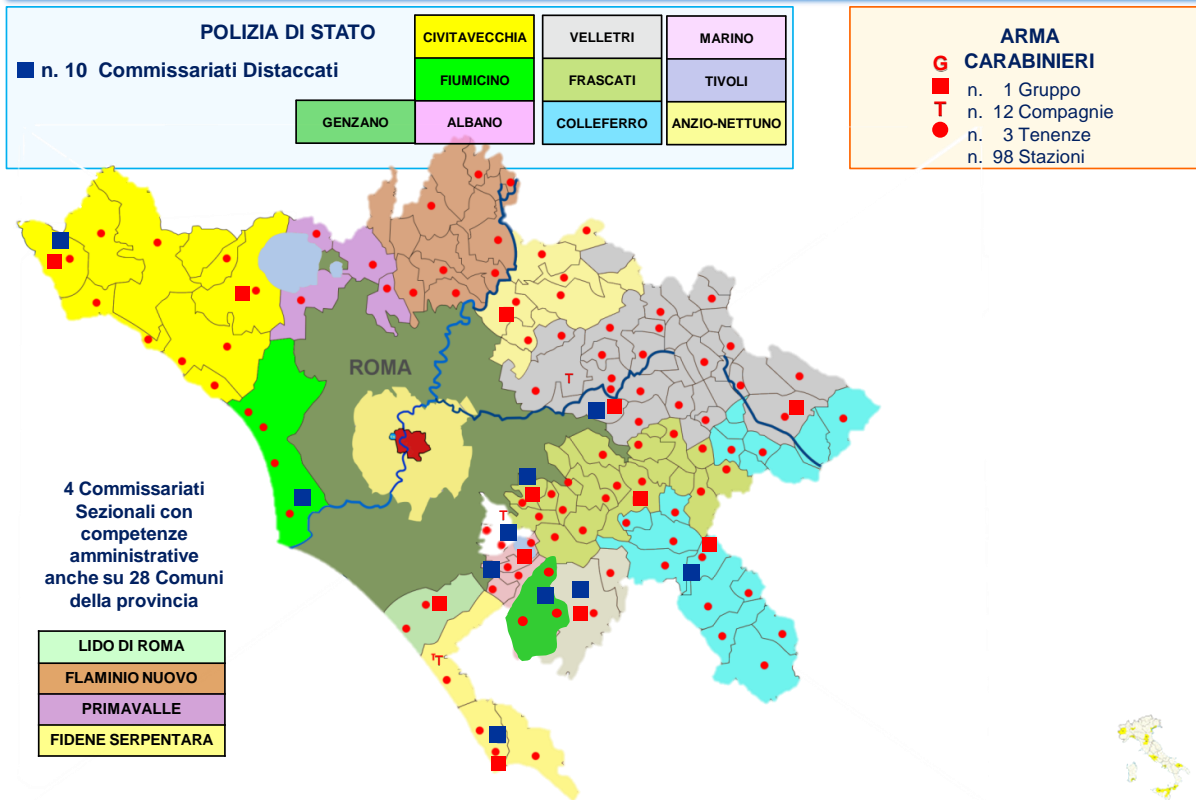 POLIZIA DI STATO
n. 10 Commissariati Distaccati
CIVITAVECCHIA
VELLETRI
MARINO
FIUMICINO
FRASCATI
TIVOLI
GENZANO
ALBANO
COLLEFERRO
ANZIO-NETTUNO
ARMA
G CARABINIERI
n. 1 Gruppo
T n. 12 Compagnie
n. 3 Tenenze
n. 98 Stazioni
ROMA
T
T
T
T
4 Commissariati
Sezionali con
competenze
amministrative
anche su 28 Comuni
della provincia
LIDO DI ROMA
FLAMINIO NUOVO
PRIMAVALLE
FIDENE SERPENTARA